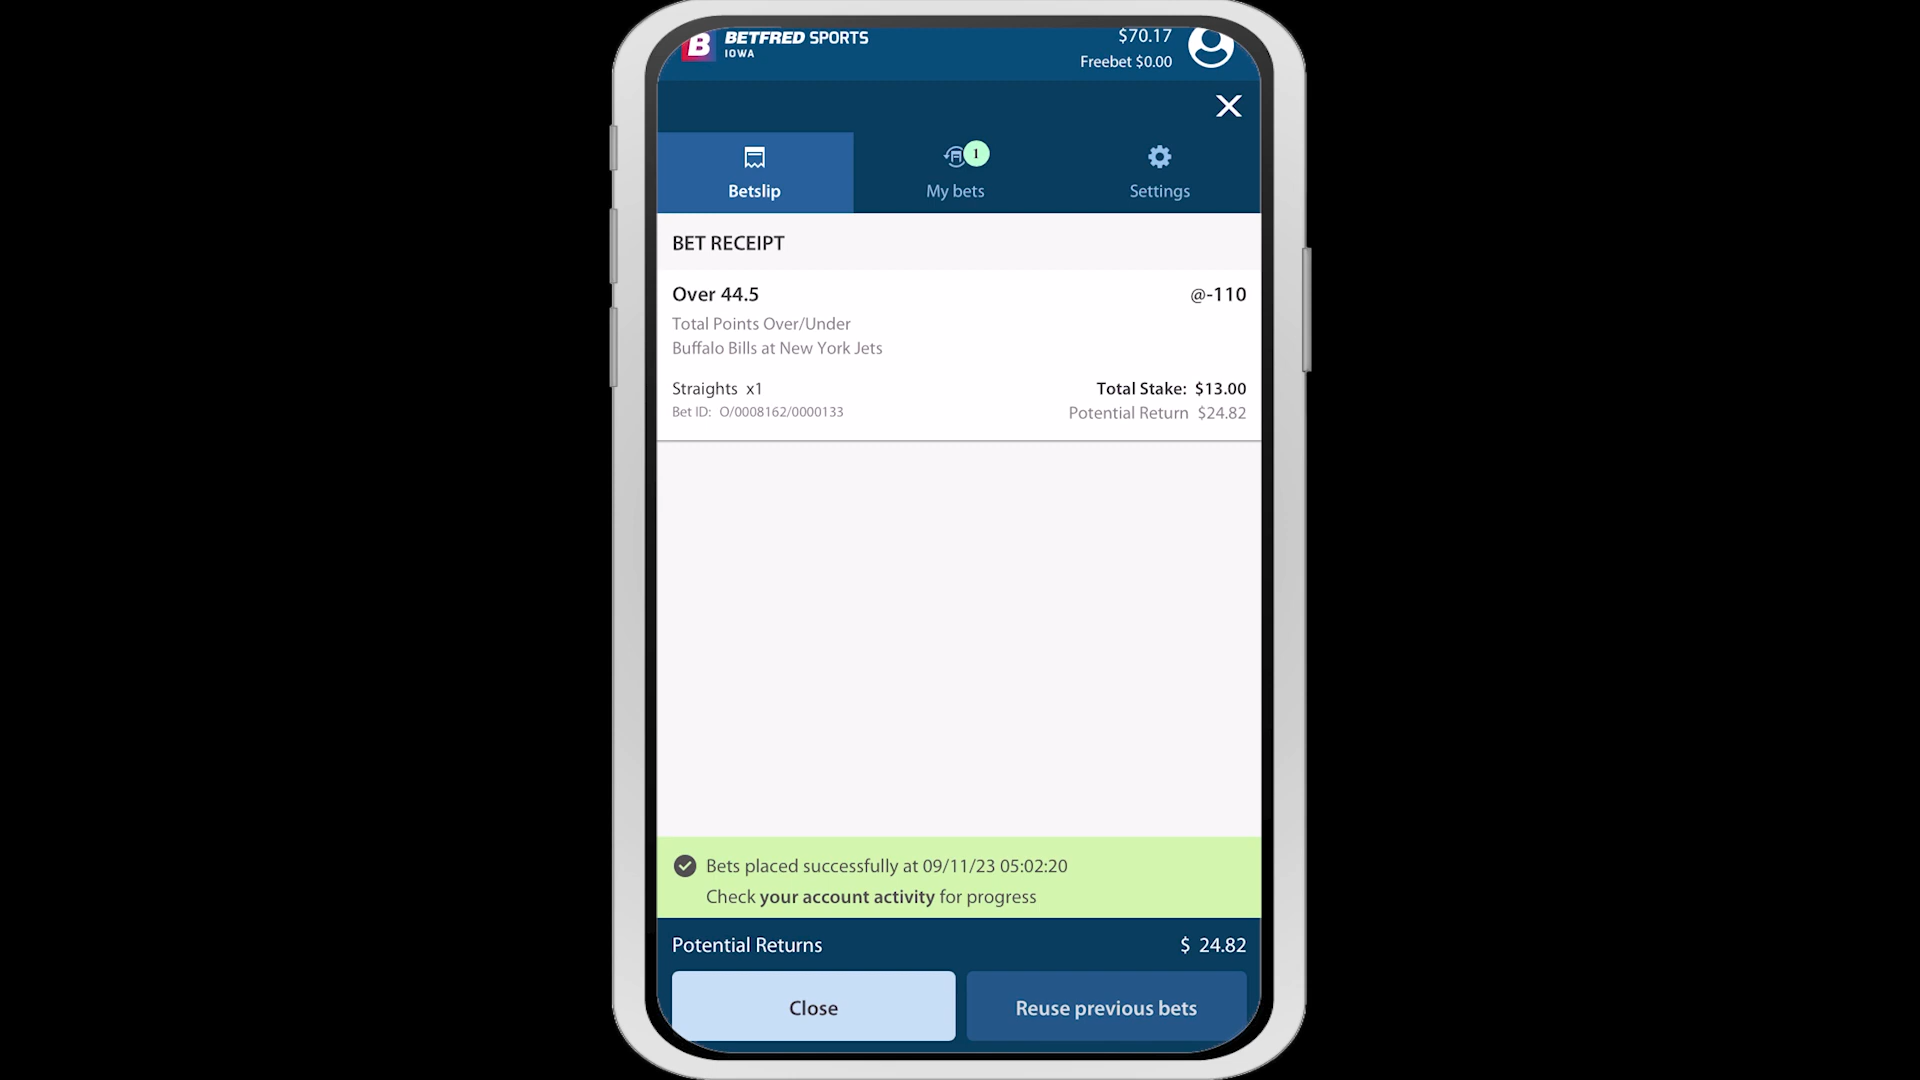 BETFRED SPORTS
IOWA
$70.17
Freebet $0.00
Betslip
1
My bets
Settings
BET RECEIPT
Over 44.5 @-110
Total Points Over/Under
Buffalo Bills at New York Jets
Straights x1 Total Stake: $13.00
Bet ID: O/0008162/0000133 Potential Return $24.82
Bets placed successfully at 09/11/23 05:02:20
Check your account activity for progress
Potential Returns $ 24.82
Close Reuse previous bets